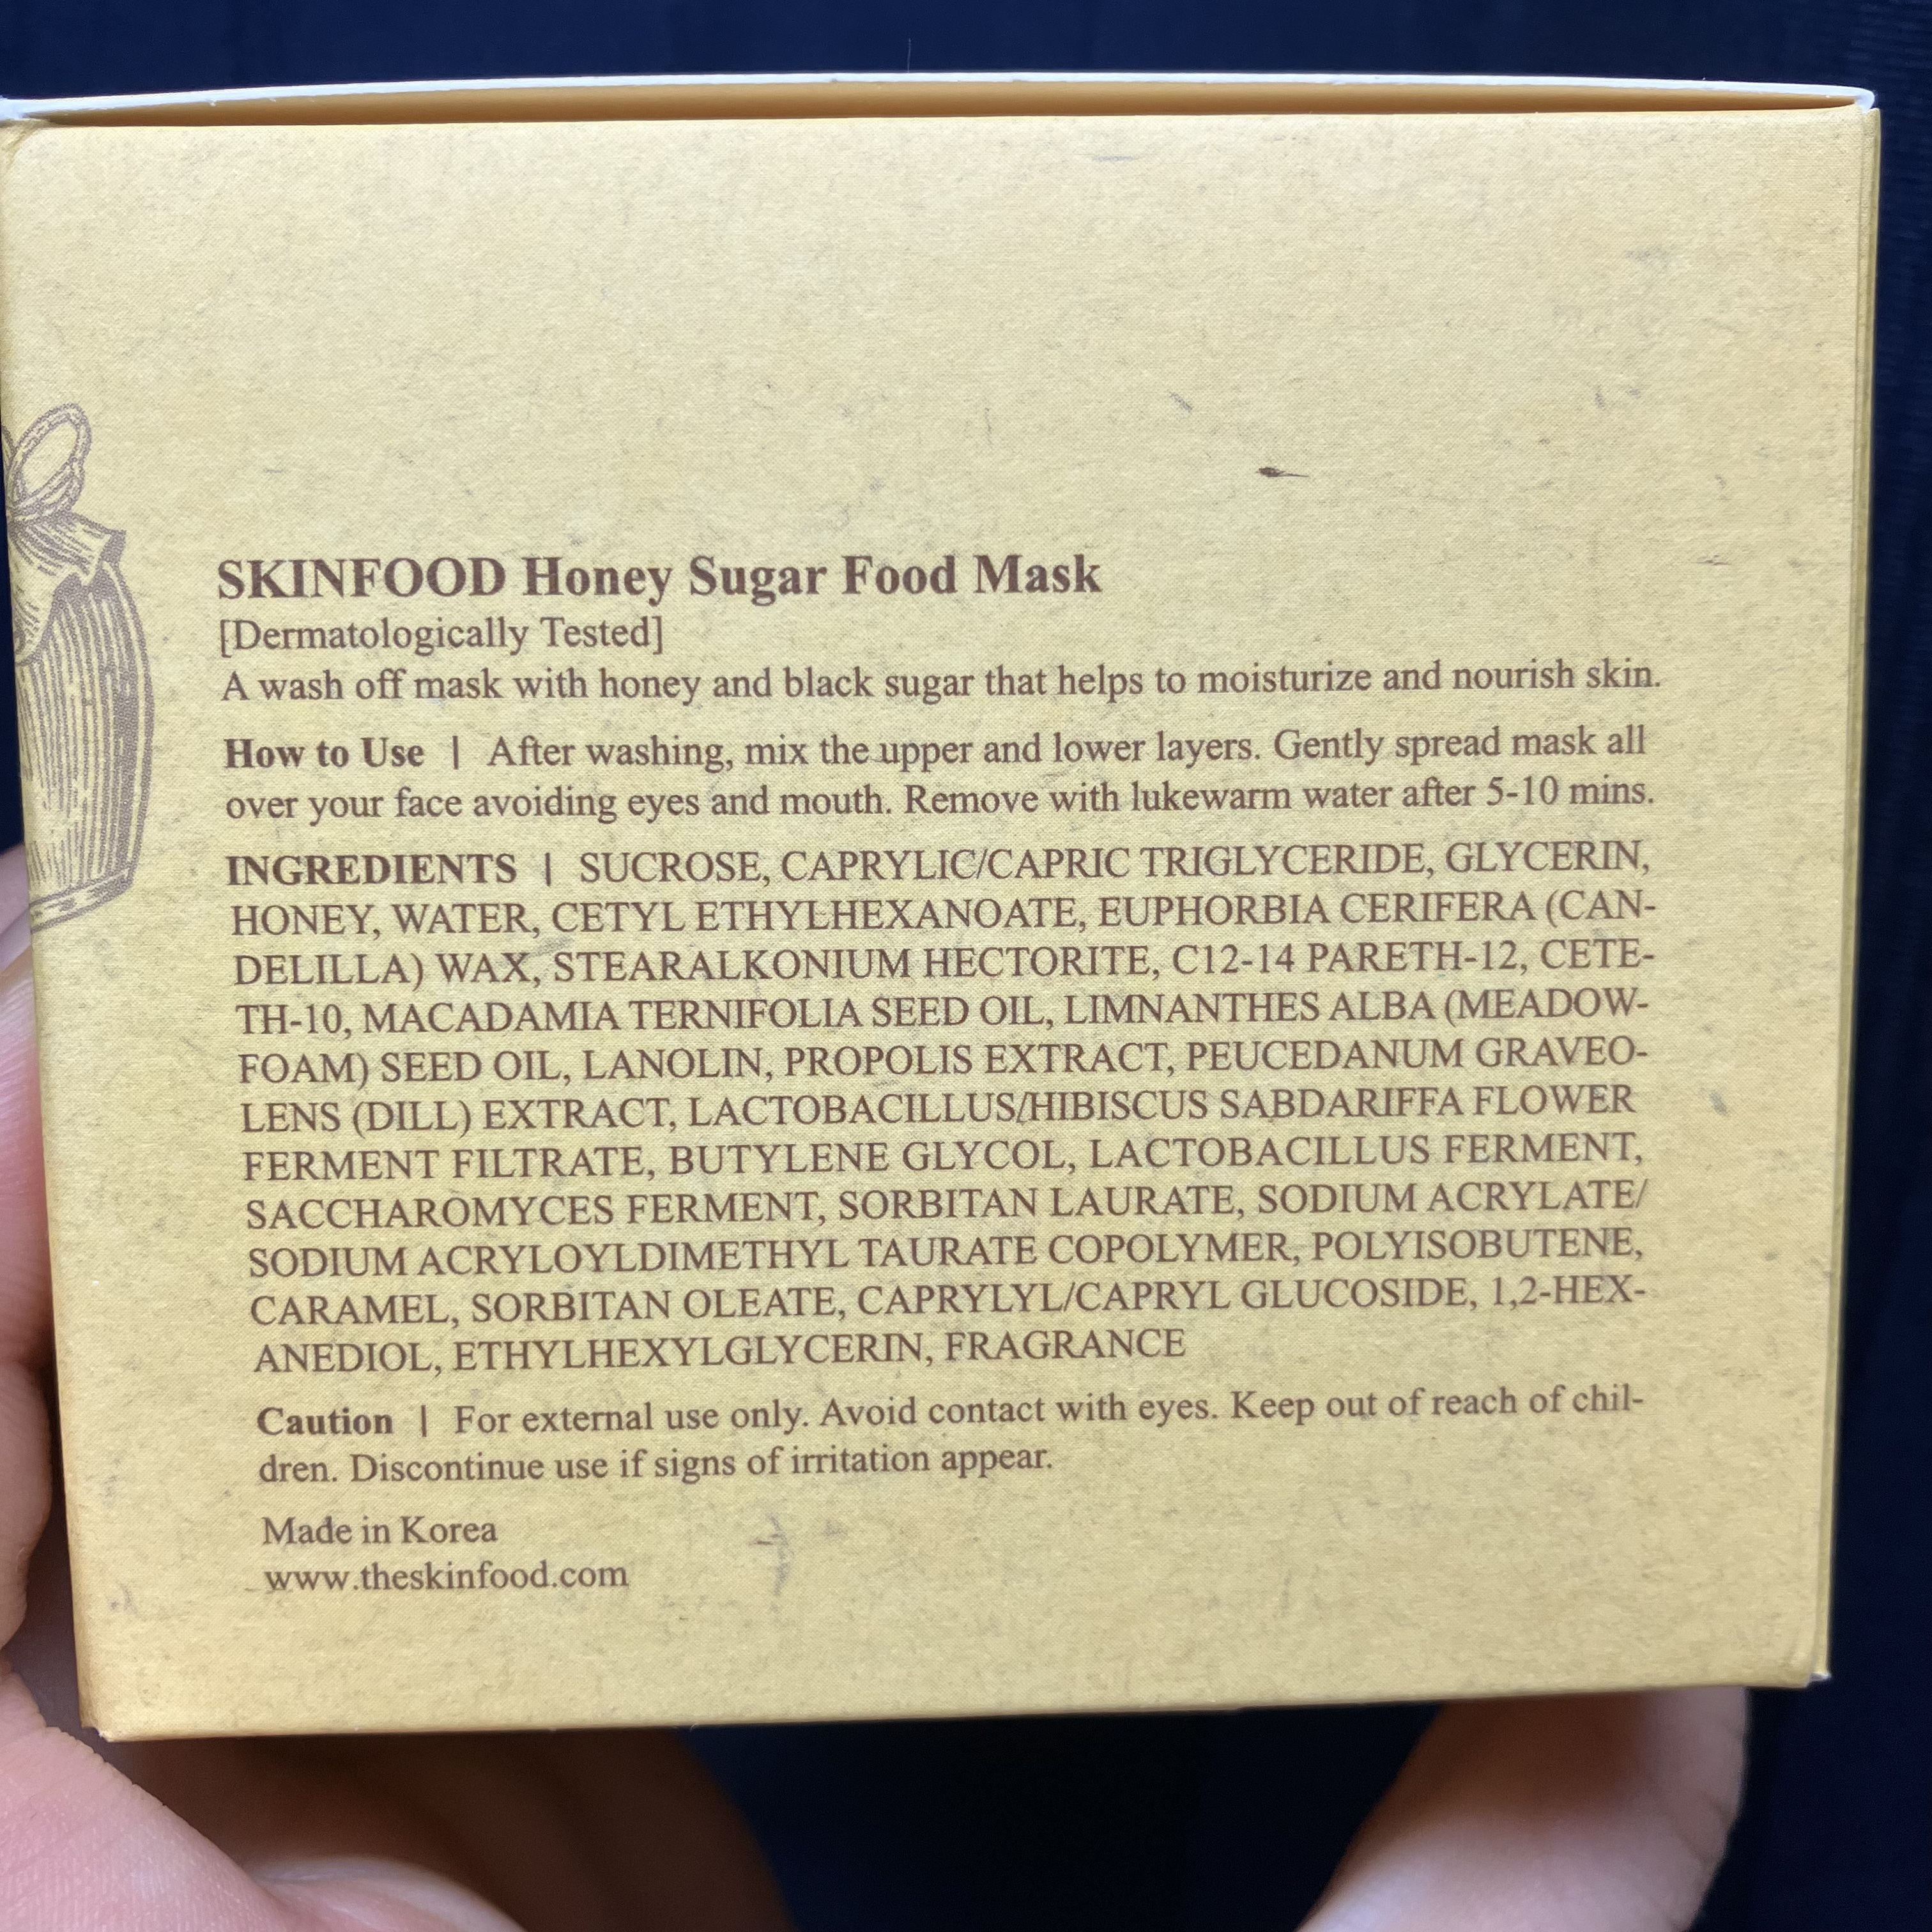 SKINFOOD Honey Sugar Food Mask
[Dermatologically Tested]
A wash off mask with honey and black sugar that helps to moisturize and nourish skin.
How to Use | After washing, mix the upper and lower layers. Gently spread mask all
over your face avoiding eyes and mouth. Remove with lukewarm water after 5-10 mins.
INGREDIENTS | SUCROSE, CAPRYLIC/CAPRIC TRIGLYCERIDE, GLYCERIN,
HONEY, WATER, CETYL ETHYLHEXANOATE, EUPHORBIA CERIFERA (CAN-
DELILLA) WAX, STEARALKONIUM HECTORITE, C12-14 PARETH-12, CETE-
TH-10, MACADAMIA TERNIFOLIA SEED OIL, LIMNANTHES ALBA (MEADOW-
FOAM) SEED OIL, LANOLIN, PROPOLIS EXTRACT, PEUCEDANUM GRAVEO-
LENS (DILL) EXTRACT, LACTOBACILLUS/HIBISCUS SABDARIFFA FLOWER
FERMENT FILTRATE, BUTYLENE GLYCOL, LACTOBACILLUS FERMENT,
SACCHAROMYCES FERMENT, SORBITAN LAURATE, SODIUM ACRYLATE/
SODIUM ACRYLOYLDIMETHYL TAURATE COPOLYMER, POLYISOBUTENE,
CARAMEL, SORBITAN OLEATE, CAPRYLYL/CAPRYL GLUCOSIDE, 1,2-HEX-
ANEDIOL, ETHYLHEXYLGLYCERIN, FRAGRANCE
Caution | For external use only. Avoid contact with eyes. Keep out of reach of chil-
dren. Discontinue use if signs of irritation appear.
Made in Korea
www.theskinfood.com